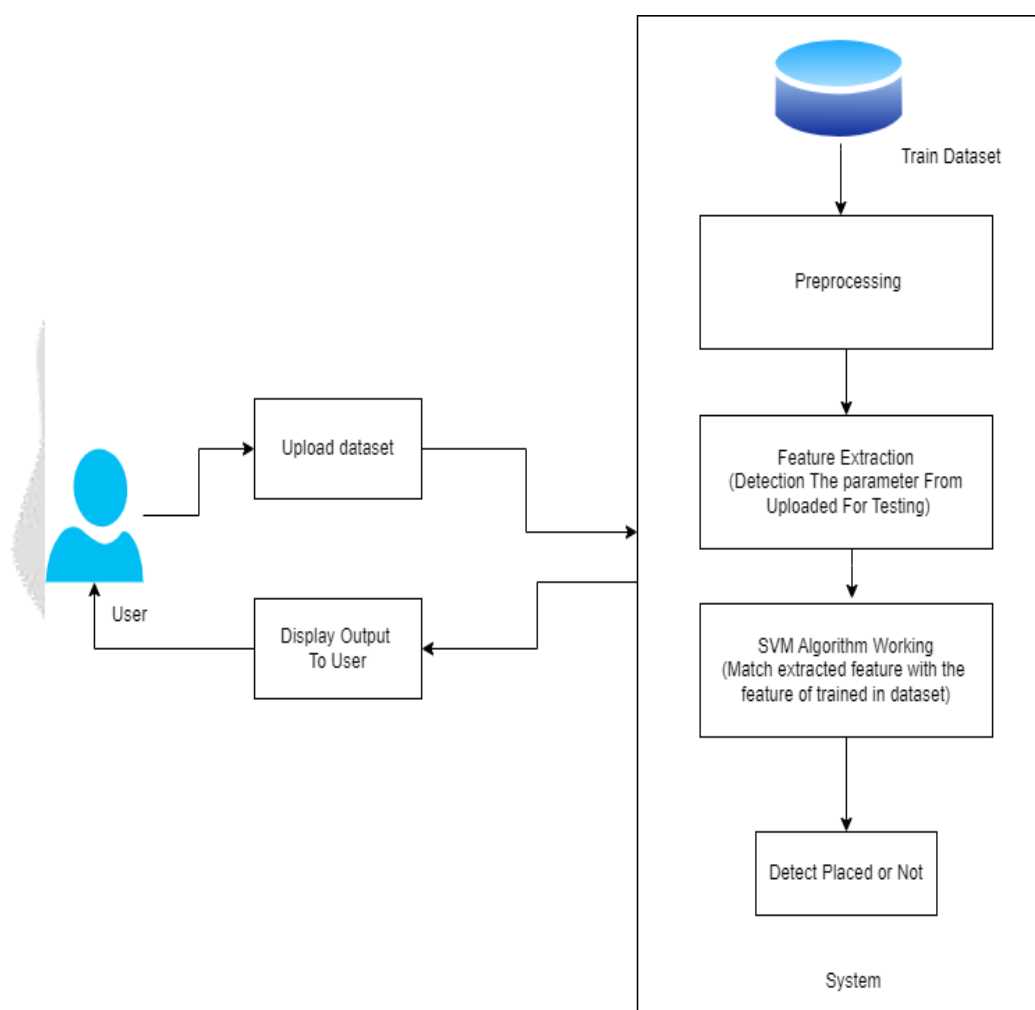 Train Dataset
Preprocessing
Feature Extraction
(Detection The parameter From
Uploaded For Testing)
SVM Algorithm Working
(Match extracted feature with the
feature of trained in dataset)
Detect Placed or Not
System
Upload dataset
User
Display Output
To User